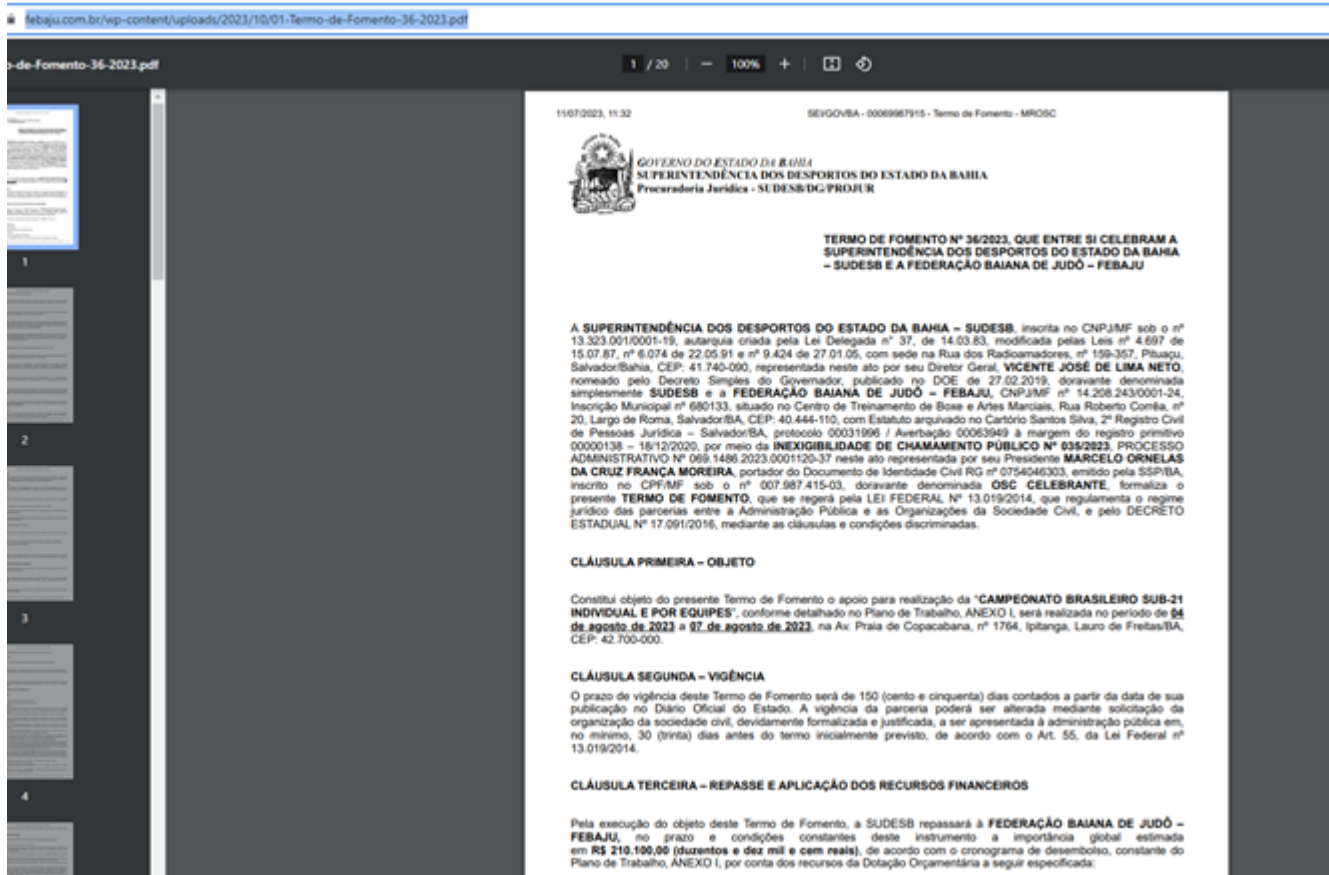 febaju.com.br/wp-content/uploads/2023/10/01-Termo-de-Fomento-36-2023.pdf
o-de-Fomento-36-2023.pdf
1 / 20 | − 100% + |
11/07/2023, 11:32 SEI/GOVBA - 00069987915 - Termo de Fomento - MROSC
GOVERNO DO ESTADO DA BAHIA
SUPERINTENDÊNCIA DOS DESPORTOS DO ESTADO DA BAHIA
Procuradoria Jurídica - SUDESB/DG/PROJUR
TERMO DE FOMENTO Nº 36/2023, QUE ENTRE SI CELEBRAM A
SUPERINTENDÊNCIA DOS DESPORTOS DO ESTADO DA BAHIA
– SUDESB E A FEDERAÇÃO BAIANA DE JUDÔ – FEBAJU
A SUPERINTENDÊNCIA DOS DESPORTOS DO ESTADO DA BAHIA – SUDESB, inscrita no CNPJ/MF sob o nº
13.323.001/0001-19, autarquia criada pela Lei Delegada n° 37, de 14.03.83, modificada pelas Leis nº 4.697 de
15.07.87, nº 6.074 de 22.05.91 e nº 9.424 de 27.01.05, com sede na Rua dos Radioamadores, nº 159-357, Pituaçu,
Salvador/Bahia, CEP: 41.740-090, representada neste ato por seu Diretor Geral, VICENTE JOSÉ DE LIMA NETO,
nomeado pelo Decreto Simples do Governador, publicado no DOE de 27.02.2019, doravante denominada
simplesmente SUDESB e a FEDERAÇÃO BAIANA DE JUDÔ – FEBAJU, CNPJ/MF nº 14.208.243/0001-24,
Inscrição Municipal nº 680133, situado no Centro de Treinamento de Boxe e Artes Marciais, Rua Roberto Corrêa, nº
20, Largo de Roma, Salvador/BA, CEP: 40.444-110, com Estatuto arquivado no Cartório Santos Silva, 2º Registro Civil
de Pessoas Jurídica – Salvador/BA, protocolo 00031996 / Averbação 00063949 à margem do registro primitivo
00000138 – 18/12/2020, por meio da INEXIGIBILIDADE DE CHAMAMENTO PÚBLICO Nº 035/2023, PROCESSO
ADMINISTRATIVO Nº 069.1486.2023.0001120-37 neste ato representada por seu Presidente MARCELO ORNELAS
DA CRUZ FRANÇA MOREIRA, portador do Documento de Identidade Civil RG nº 0754046303, emitido pela SSP/BA,
inscrito no CPF/MF sob o nº 007.987.415-03, doravante denominada OSC CELEBRANTE, formaliza o
presente TERMO DE FOMENTO, que se regerá pela LEI FEDERAL Nº 13.019/2014, que regulamenta o regime
jurídico das parcerias entre a Administração Pública e as Organizações da Sociedade Civil, e pelo DECRETO
ESTADUAL Nº 17.091/2016, mediante as cláusulas e condições discriminadas.
CLÁUSULA PRIMEIRA – OBJETO
Constitui objeto do presente Termo de Fomento o apoio para realização da "CAMPEONATO BRASILEIRO SUB-21
INDIVIDUAL E POR EQUIPES", conforme detalhado no Plano de Trabalho, ANEXO I, será realizada no período de 04
de agosto de 2023 a 07 de agosto de 2023, na Av. Praia de Copacabana, nº 1764, Ipitanga, Lauro de Freitas/BA,
CEP: 42.700-000.
CLÁUSULA SEGUNDA – VIGÊNCIA
O prazo de vigência deste Termo de Fomento será de 150 (cento e cinquenta) dias contados a partir da data de sua
publicação no Diário Oficial do Estado. A vigência da parceria poderá ser alterada mediante solicitação da
organização da sociedade civil, devidamente formalizada e justificada, a ser apresentada à administração pública em,
no mínimo, 30 (trinta) dias antes do termo inicialmente previsto, de acordo com o Art. 55, da Lei Federal nº
13.019/2014.
CLÁUSULA TERCEIRA – REPASSE E APLICAÇÃO DOS RECURSOS FINANCEIROS
Pela execução do objeto deste Termo de Fomento, a SUDESB repassará à FEDERAÇÃO BAIANA DE JUDÔ –
FEBAJU, no prazo e condições constantes deste instrumento a importância global estimada
em R$ 210.100,00 (duzentos e dez mil e cem reais), de acordo com o cronograma de desembolso, constante do
Plano de Trabalho, ANEXO I, por conta dos recursos da Dotação Orçamentária a seguir especificada:
1
2
3
4